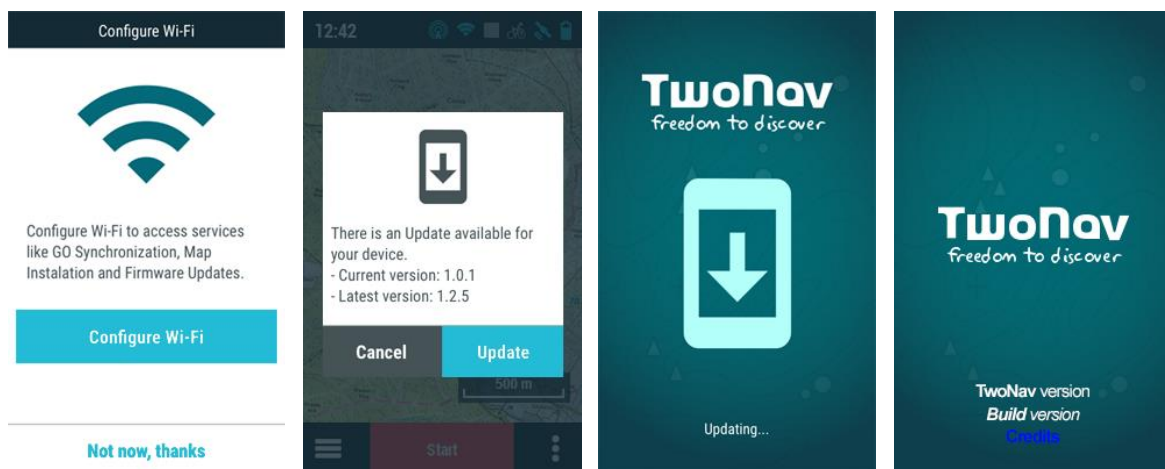 Configure Wi-Fi
Configure Wi-Fi to access services
like GO Synchronization, Map
Instalation and Firmware Updates.
Configure Wi-Fi
Not now, thanks
12:42
There is an Update available for
your device.
- Current version: 1.0.1
- Latest version: 1.2.5
Cancel
Update
500 m
Start
TwoNav
freedom to discover
Updating...
TwoNav
freedom to discover
TwoNav version
Build version
Credits